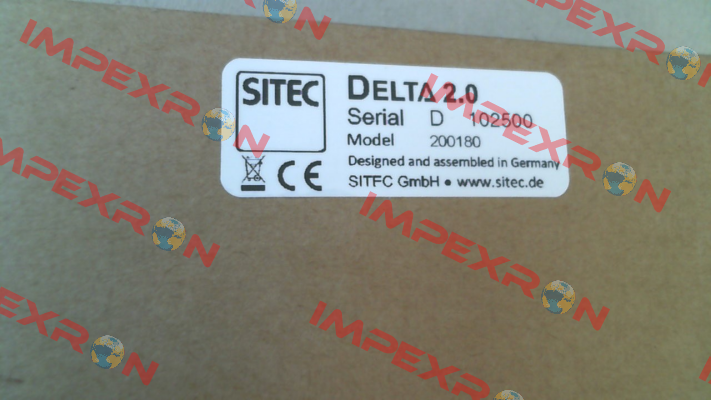 SITEC
DELTA 2.0
Serial D 102500
Model 200180
Designed and assembled in Germany
CE
SITEC GmbH • www.sitec.de
IMPEXRON
IMPEXRON
IMPEXRON
IMPEXRON
IMPEXRON
IMPEXRON
IMPEXRON